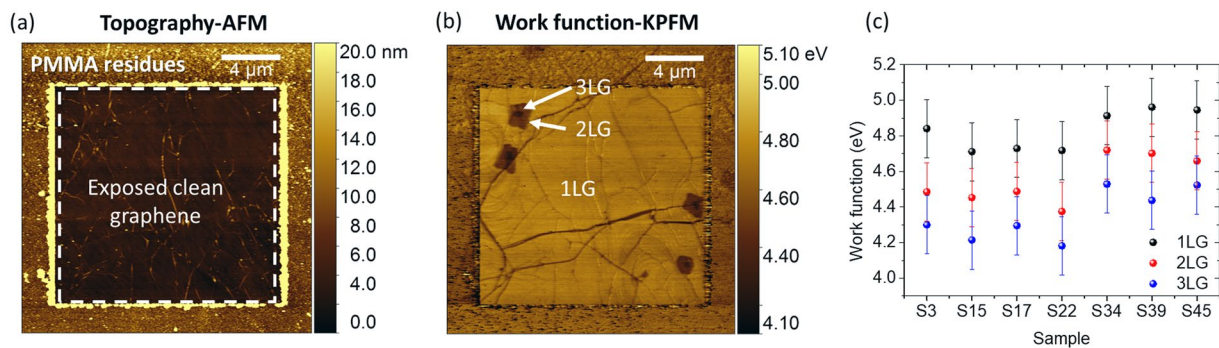 (a)
Topography-AFM
PMMA residues
4 µm
Exposed clean
graphene
20.0 nm
18.0
16.0
14.0
12.0
10.0
8.0
6.0
4.0
2.0
0.0
(b)
Work function-KPFM
4 µm
3LG
2LG
1LG
5.10 eV
5.00
4.80
4.60
4.40
4.10
(c)
Work function (eV)
5.2
5.0
4.8
4.6
4.4
4.2
4.0
1LG
2LG
3LG
S3 S15 S17 S22 S34 S39 S45
Sample